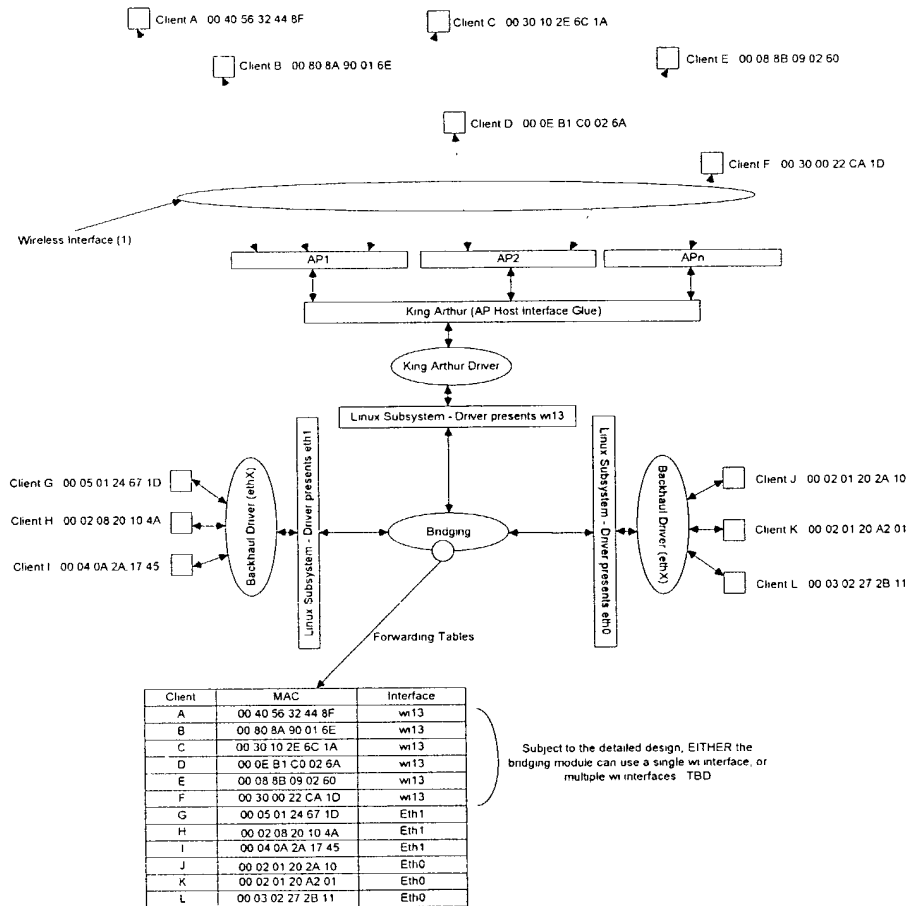 Client A 00 40 56 32 44 8F
Client C 00 30 10 2E 6C 1A
Client B 00 80 8A 90 01 6E
Client E 00 08 8B 09 02 60
Client D 00 0E B1 C0 02 6A
Client F 00 30 00 22 CA 1D
Wireless Interface (1)
AP1
AP2
APn
King Arthur (AP Host Interface Glue)
King Arthur Driver
Linux Subsystem - Driver presents wi13
Client G 00 05 01 24 67 1D
Client H 00 02 08 20 10 4A
Client I 00 04 0A 2A 17 45
Backhaul Driver (ethX)
Linux Subsystem - Driver presents eth1
Bridging
Linux Subsystem - Driver presents eth0
Backhaul Driver (ethX)
Client J 00 02 01 20 2A 10
Client K 00 02 01 20 A2 01
Client L 00 03 02 27 2B 11
Forwarding Tables
Client MAC Interface
A 00 40 56 32 44 8F wi13
B 00 80 8A 90 01 6E wi13
C 00 30 10 2E 6C 1A wi13
D 00 0E B1 C0 02 6A wi13
E 00 08 8B 09 02 60 wi13
F 00 30 00 22 CA 1D wi13
G 00 05 01 24 67 1D Eth1
H 00 02 08 20 10 4A Eth1
I 00 04 0A 2A 17 45 Eth1
J 00 02 01 20 2A 10 Eth0
K 00 02 01 20 A2 01 Eth0
L 00 03 02 27 2B 11 Eth0
Subject to the detailed design, EITHER the
bridging module can use a single wi interface, or
multiple wi interfaces TBD